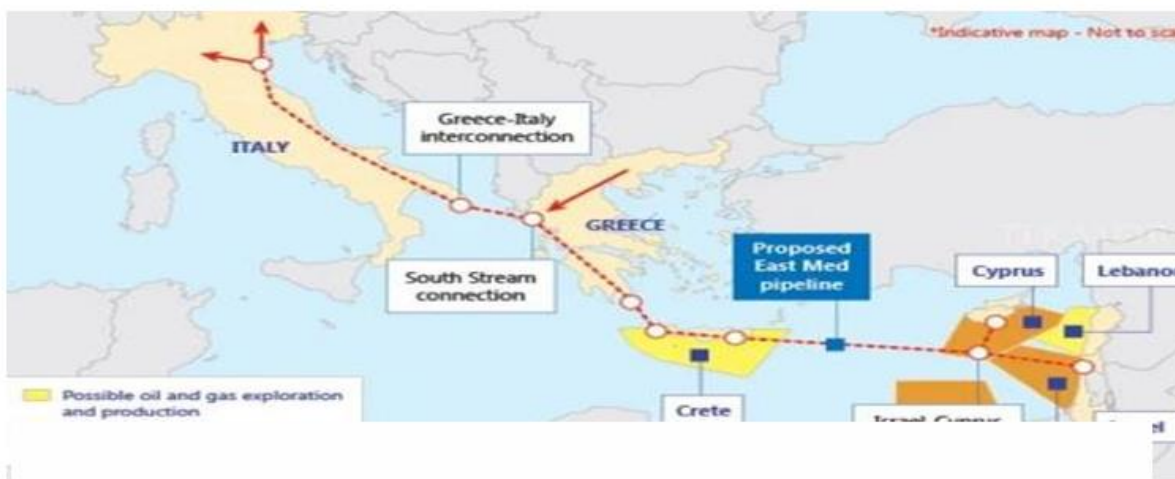 *Indicative map - Not to sca
Greece-Italy
interconnection
ITALY
GREECE
Proposed
East Med
pipeline
Cyprus
Lebano
South Stream
connection
Possible oil and gas exploration
and production
Crete